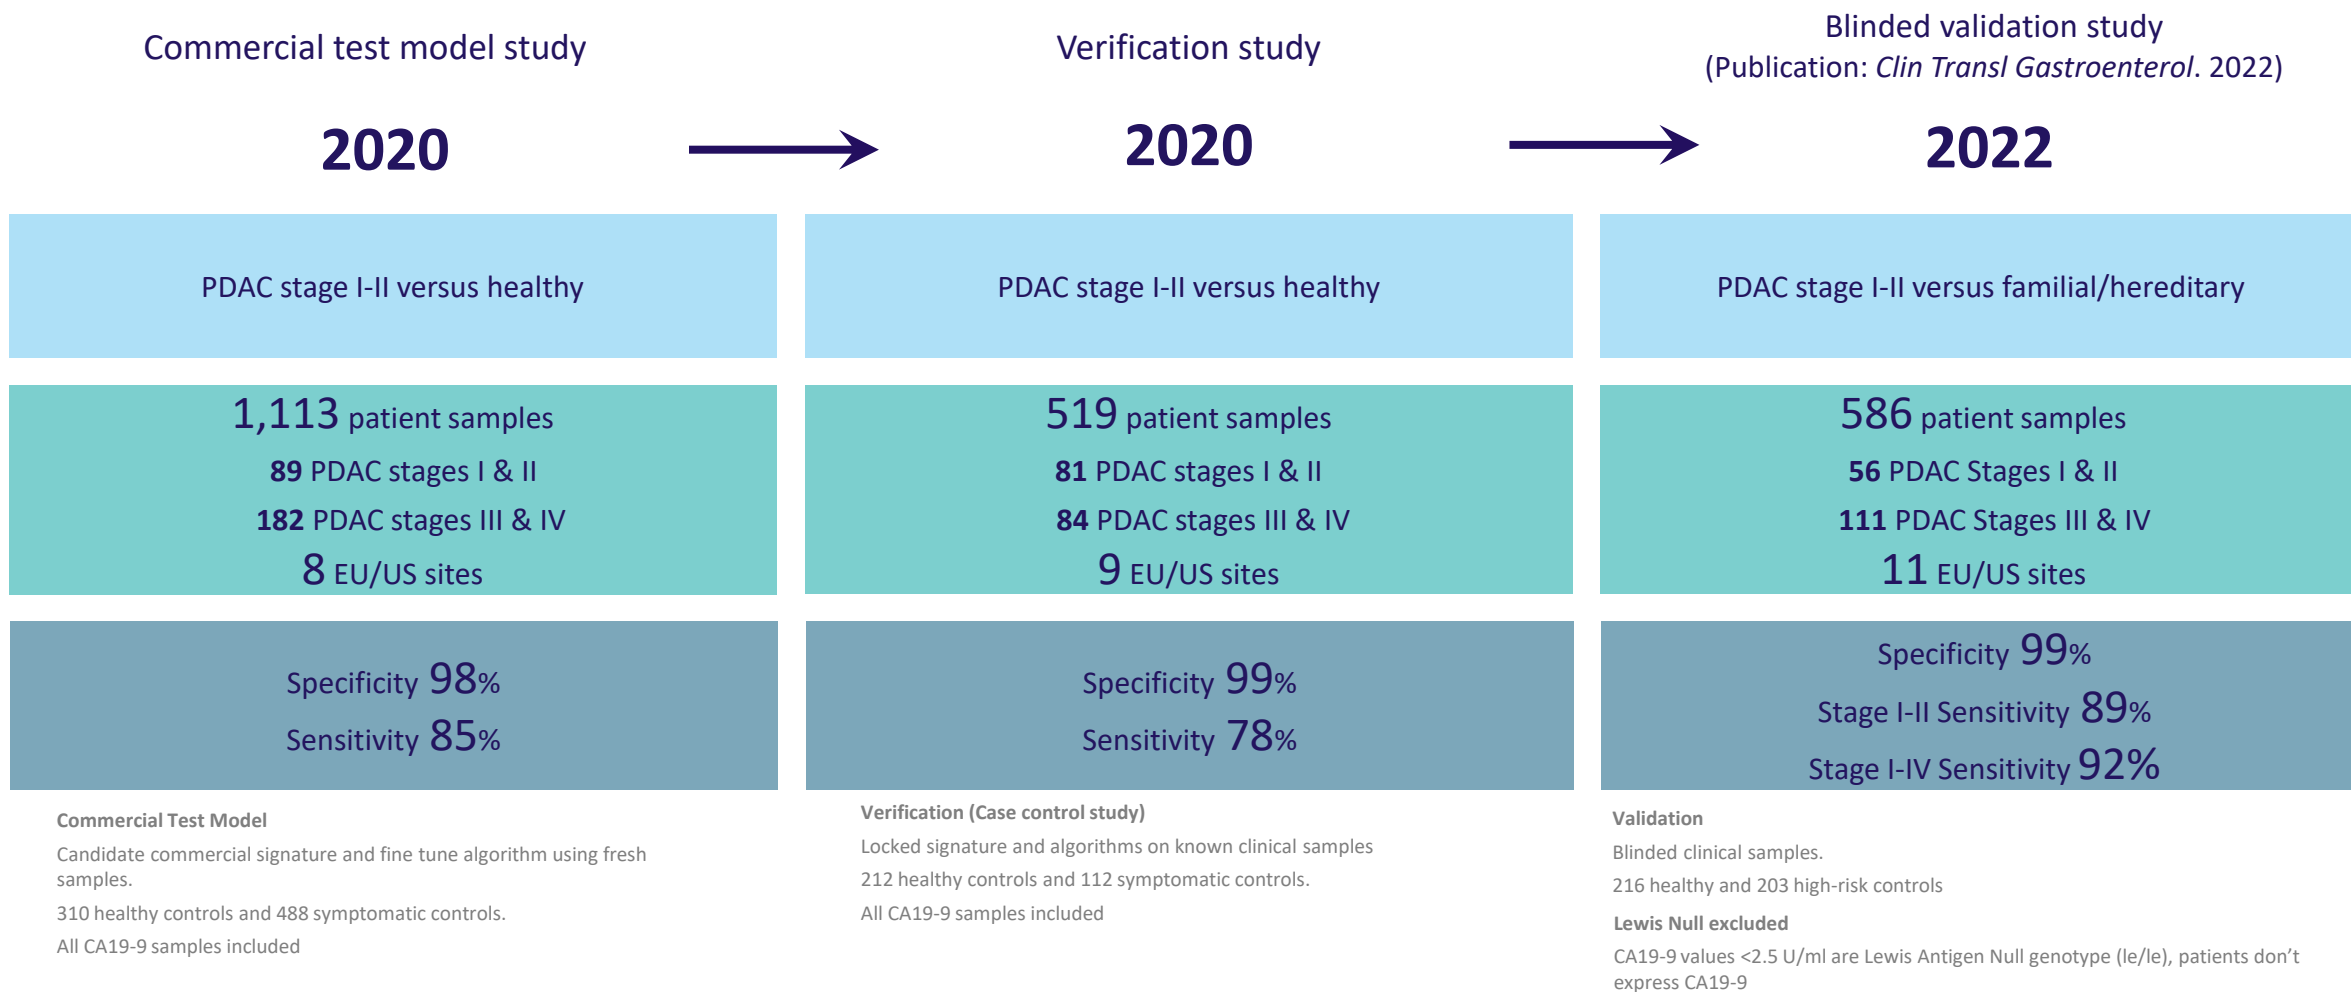 Commercial test model study
2020
PDAC stage I-II versus healthy
1,113 patient samples
89 PDAC stages I & II
182 PDAC stages III & IV
8 EU/US sites
Specificity 98%
Sensitivity 85%
Commercial Test Model
Candidate commercial signature and fine tune algorithm using fresh
samples.
310 healthy controls and 488 symptomatic controls.
All CA19-9 samples included
Verification study
2020
PDAC stage I-II versus healthy
519 patient samples
81 PDAC stages I & II
84 PDAC stages III & IV
9 EU/US sites
Specificity 99%
Sensitivity 78%
Verification (Case control study)
Locked signature and algorithms on known clinical samples
212 healthy controls and 112 symptomatic controls.
All CA19-9 samples included
Blinded validation study
(Publication: Clin Transl Gastroenterol. 2022)
2022
PDAC stage I-II versus familial/hereditary
586 patient samples
56 PDAC Stages I & II
111 PDAC Stages III & IV
11 EU/US sites
Specificity 99%
Stage I-II Sensitivity 89%
Stage I-IV Sensitivity 92%
Validation
Blinded clinical samples.
216 healthy and 203 high-risk controls
Lewis Null excluded
CA19-9 values <2.5 U/ml are Lewis Antigen Null genotype (le/le), patients don’t
express CA19-9